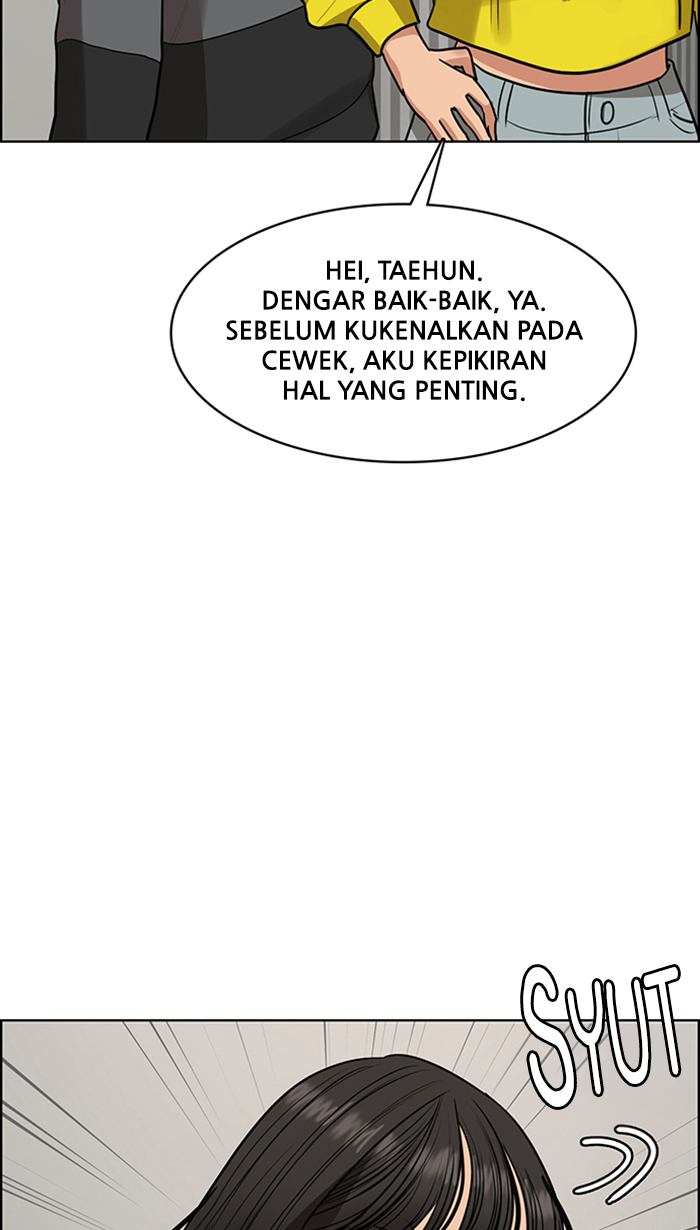 HEI, TAEHUN.
DENGAR BAIK-BAIK, YA.
SEBELUM KUKENALKAN PADA
CEWEK, AKU KEPIKIRAN
HAL YANG PENTING.
SYUT